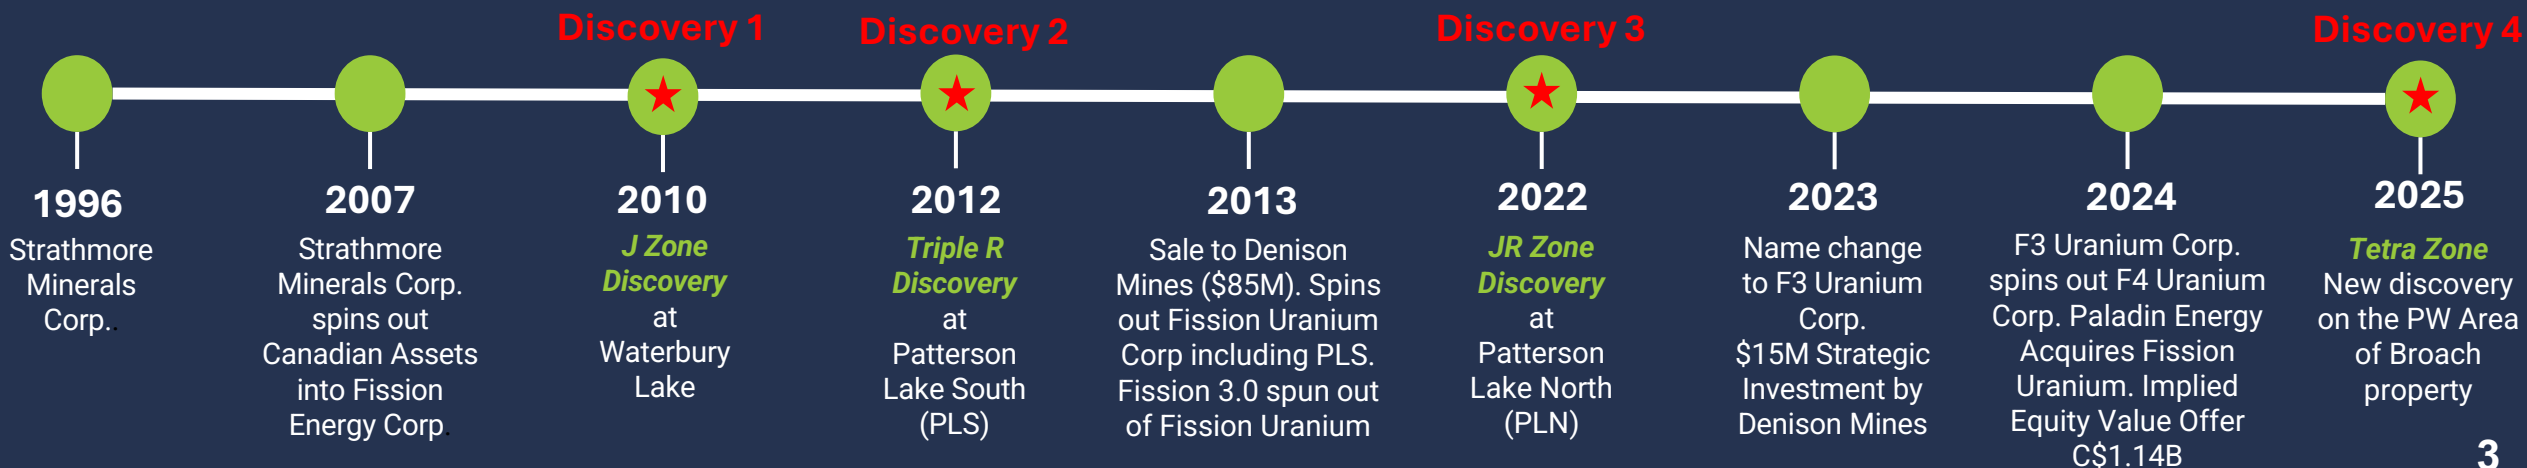 Discovery 1
Discovery 2
Discovery 3
Discovery 4
1996
Strathmore
Minerals
Corp..
2007
Strathmore
Minerals Corp.
spins out
Canadian Assets
into Fission
Energy Corp.
2010
J Zone
Discovery
at
Waterbury
Lake
2012
Triple R
Discovery
at
Patterson
Lake South
(PLS)
2013
Sale to Denison
Mines ($85M). Spins
out Fission Uranium
Corp including PLS.
Fission 3.0 spun out
of Fission Uranium
2022
JR Zone
Discovery
at
Patterson
Lake North
(PLN)
2023
Name change
to F3 Uranium
Corp.
$15M Strategic
Investment by
Denison Mines
2024
F3 Uranium Corp.
spins out F4 Uranium
Corp. Paladin Energy
Acquires Fission
Uranium. Implied
Equity Value Offer
C$1.14B
2025
Tetra Zone
New discovery
on the PW Area
of Broach
property
3